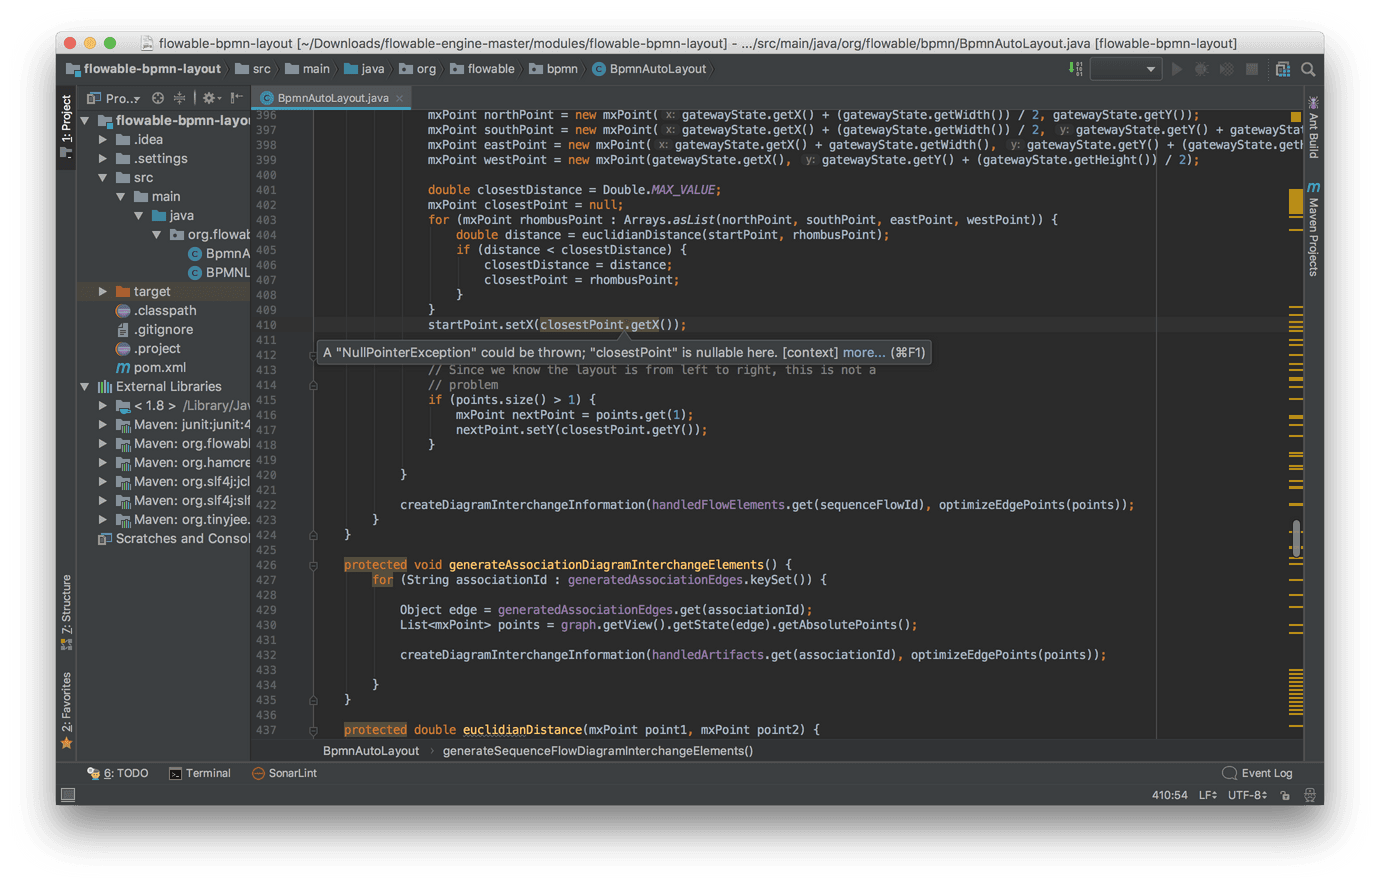 flowable-bpmn-layout [~/Downloads/flowable-engine-master/modules/flowable-bpmn-layout] - .../src/main/java/org/flowable/bpmn/BpmnAutoLayout.java [flowable-bpmn-layout]
flowable-bpmn-layout src main java org flowable bpmn BpmnAutoLayout
1: Project
Pro...
BpmnAutoLayout.java
flowable-bpmn-layou
.idea
.settings
src
main
java
org.flowab
BpmnA
BPMNL
target
.classpath
.gitignore
.project
pom.xml
External Libraries
< 1.8 > /Library/Jav
Maven: junit:junit:4
Maven: org.flowab
Maven: org.hamcre
Maven: org.slf4j:jcl
Maven: org.slf4j:slf
Maven: org.tinyjee.
Scratches and Consol
Z: Structure
2: Favorites
396 mxPoint northPoint = new mxPoint( x: gatewayState.getX() + (gatewayState.getWidth()) / 2, gatewayState.getY());
397 mxPoint southPoint = new mxPoint( x: gatewayState.getX() + (gatewayState.getWidth()) / 2, y: gatewayState.getY() + gatewa
398 mxPoint eastPoint = new mxPoint( x: gatewayState.getX() + gatewayState.getWidth(), y: gatewayState.getY() + (gatewayState.getH
399 mxPoint westPoint = new mxPoint(gatewayState.getX(), y: gatewayState.getY() + (gatewayState.getHeight()) / 2);
400
401 double closestDistance = Double.MAX_VALUE;
402 mxPoint closestPoint = null;
403 for (mxPoint rhombusPoint : Arrays.asList(northPoint, southPoint, eastPoint, westPoint)) {
404 double distance = euclidianDistance(startPoint, rhombusPoint);
405 if (distance < closestDistance) {
406 closestDistance = distance;
407 closestPoint = rhombusPoint;
408 }
409 }
410 startPoint.setX(closestPoint.getX());
411
A "NullPointerException" could be thrown; "closestPoint" is nullable here. [context] more... (⌘F1)
412
413 // Since we know the layout is from left to right, this is not a
414 // problem
415 if (points.size() > 1) {
416 mxPoint nextPoint = points.get(1);
417 nextPoint.setY(closestPoint.getY());
418 }
419
420 }
421
422 createDiagramInterchangeInformation(handledFlowElements.get(sequenceFlowId), optimizeEdgePoints(points));
423 }
424 }
425
426 protected void generateAssociationDiagramInterchangeElements() {
427 for (String associationId : generatedAssociationEdges.keySet()) {
428
429 Object edge = generatedAssociationEdges.get(associationId);
430 List<mxPoint> points = graph.getView().getState(edge).getAbsolutePoints();
431
432 createDiagramInterchangeInformation(handledArtifacts.get(associationId), optimizeEdgePoints(points));
433
434 }
435 }
436
437 protected double euclidianDistance(mxPoint point1, mxPoint point2) {
BpmnAutoLayout generateSequenceFlowDiagramInterchangeElements()
Ant Build
m Maven Projects
6: TODO Terminal SonarLint Event Log
410:54 LF UTF-8